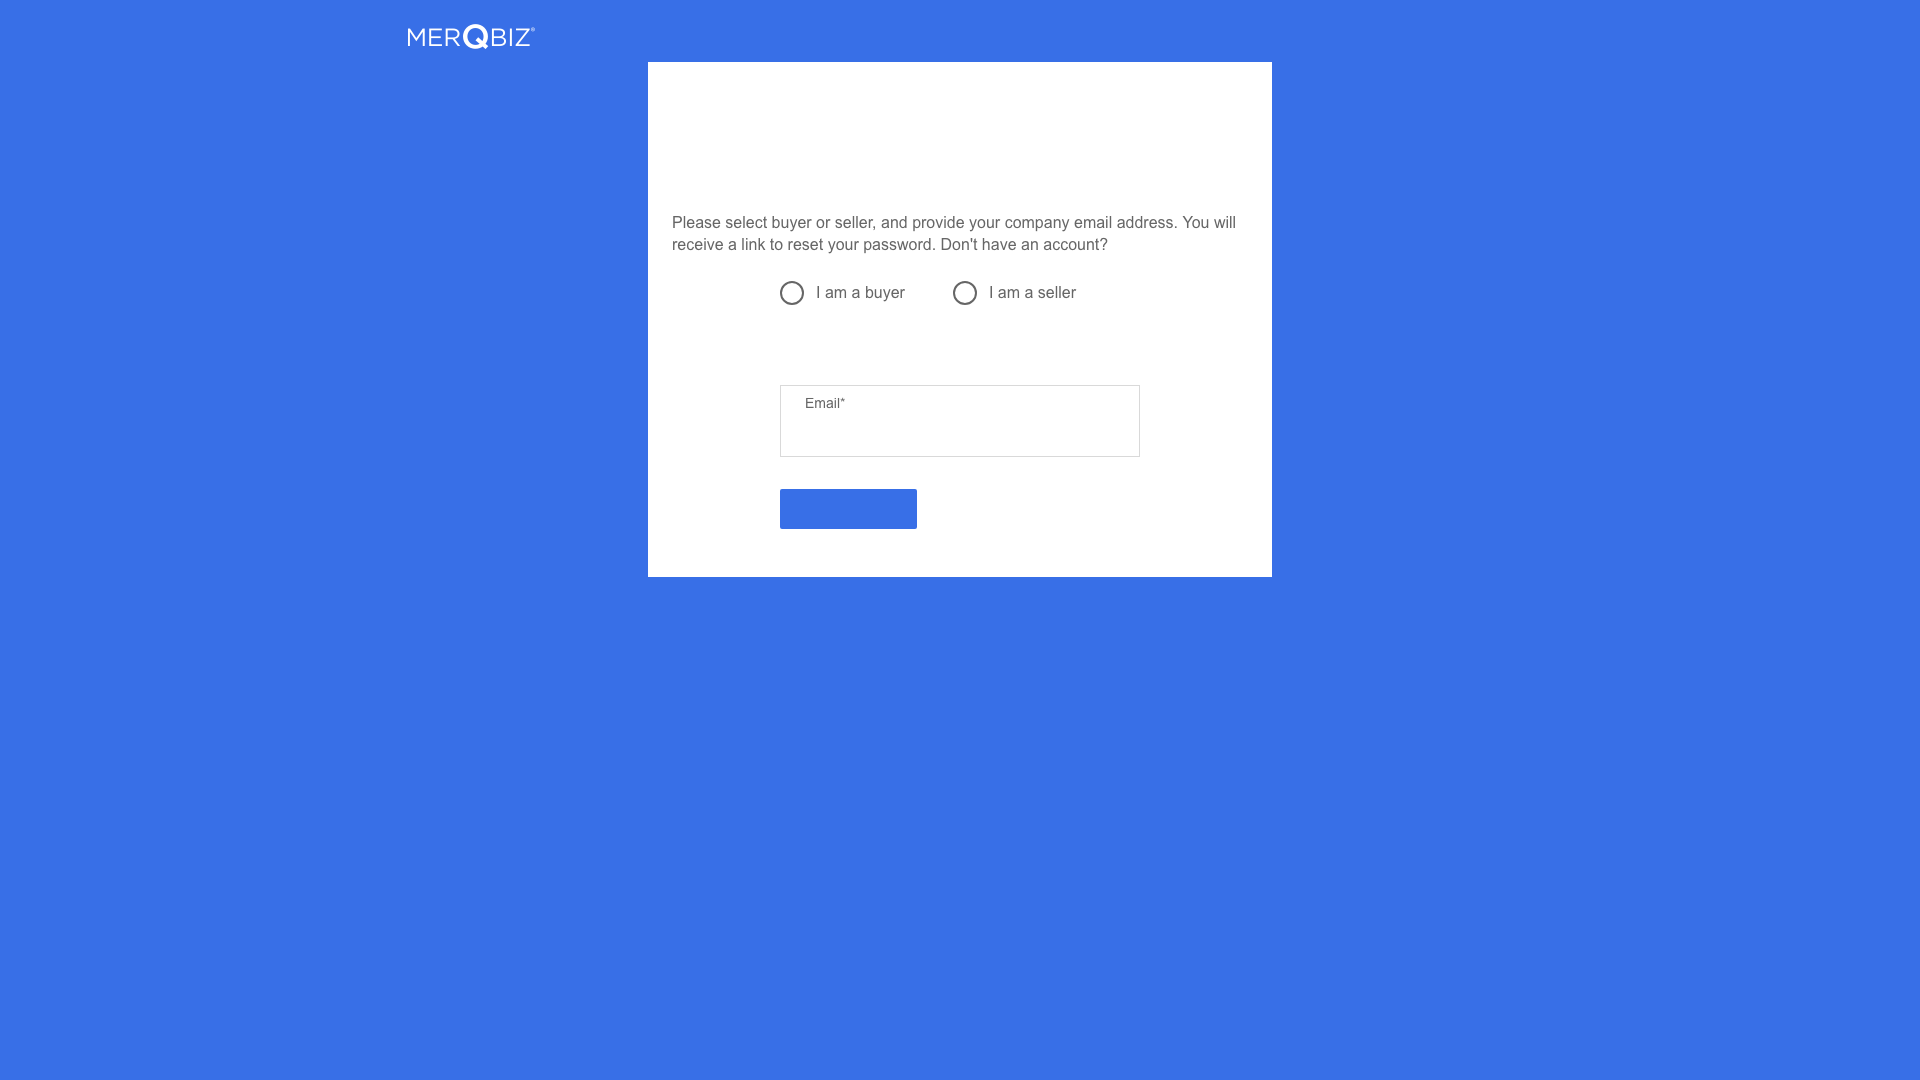 MERQBIZ®
Please select buyer or seller, and provide your company email address. You will
receive a link to reset your password. Don't have an account?
I am a buyer
I am a seller
Email*